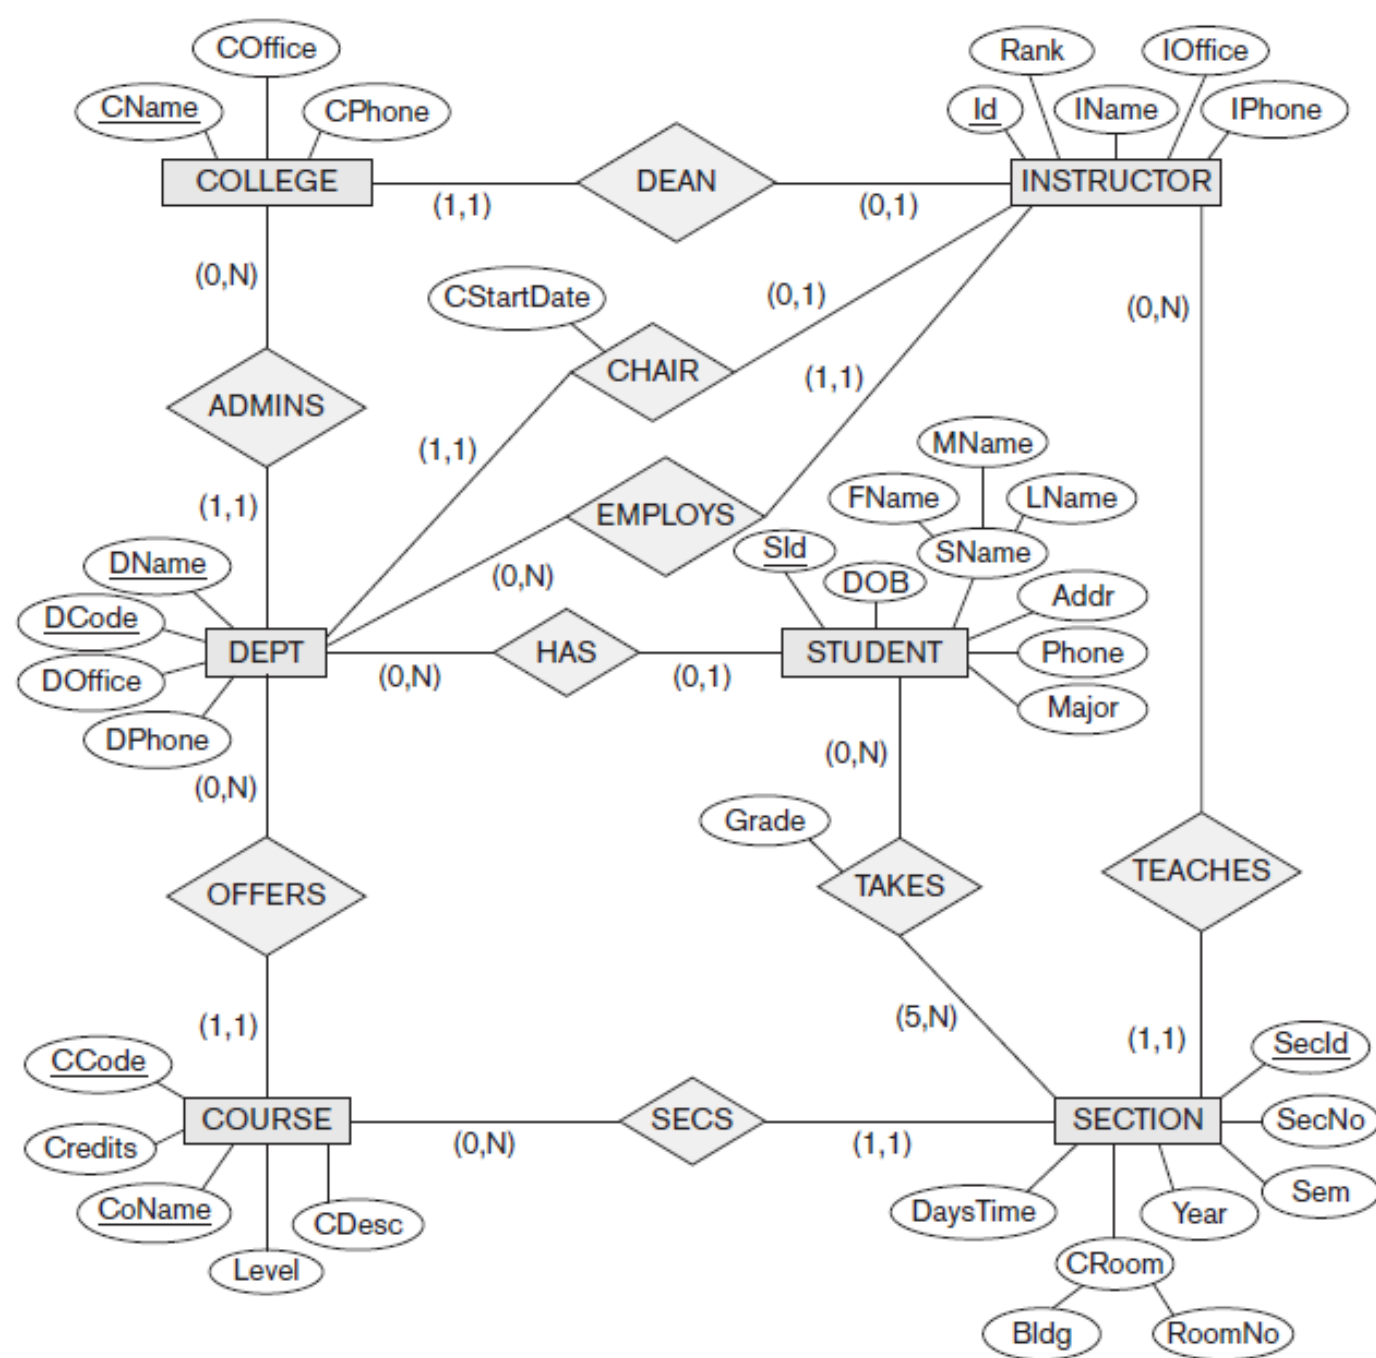 COffice
CName
CPhone
COLLEGE
Rank
IOffice
Id
IName
IPhone
INSTRUCTOR
DEAN
(1,1)
(0,1)
(0,N)
CStartDate
(0,1)
(0,N)
CHAIR
(1,1)
ADMINS
(1,1)
MName
FName
LName
(1,1)
EMPLOYS
SId
SName
DName
(0,N)
DOB
Addr
DCode
DEPT
HAS
STUDENT
Phone
DOffice
(0,N)
(0,1)
Major
DPhone
(0,N)
(0,N)
Grade
OFFERS
TAKES
TEACHES
(1,1)
(5,N)
(1,1)
SecId
CCode
COURSE
SECS
SECTION
SecNo
Credits
(0,N)
(1,1)
CoName
CDesc
DaysTime
Year
Sem
Level
CRoom
Bldg
RoomNo